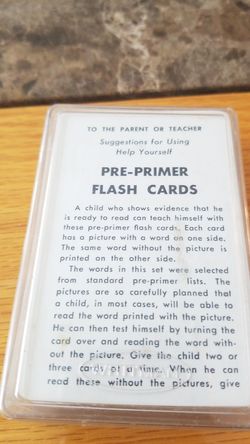 TO THE PARENT OR TEACHER
Suggestions for Using
Help Yourself
PRE-PRIMER
FLASH CARDS
A child who shows evidence that he
is ready to read can teach himself with
these pre-primer flash cards. Each card
has a picture with a word on one side.
The same word without the picture is
printed on the other side.
The words in this set were selected
from standard pre-primer lists. The
pictures are so carefully planned that
a child, in most cases, will be able to
read the word printed with the picture.
He can then test himself by turning the
card over and reading the word with-
out the picture. Give the child two or
three cards at a time. When he can
read these without the pictures, give